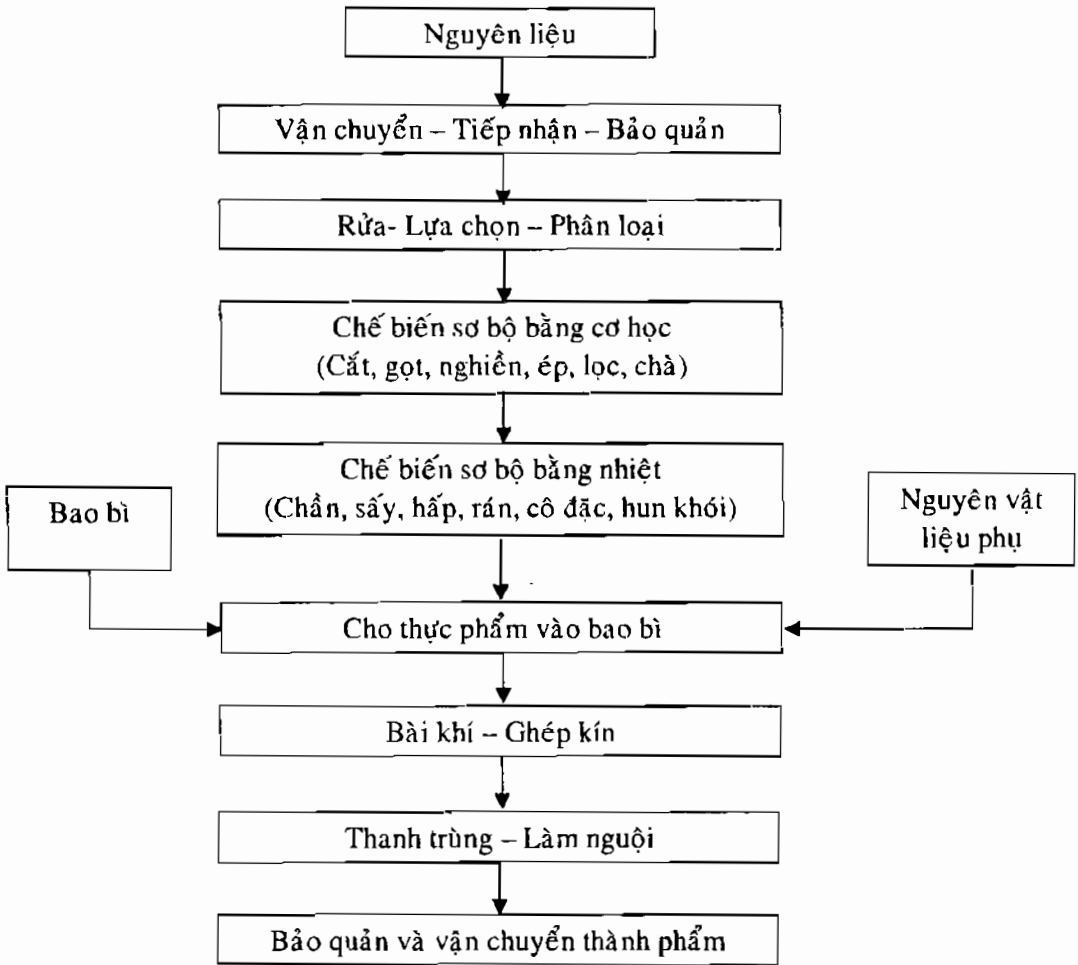 Nguyên liệu
Vận chuyển – Tiếp nhận – Bảo quản
Rửa- Lựa chọn – Phân loại
Chế biến sơ bộ bằng cơ học
(Cắt, gọt, nghiền, ép, lọc, chà)
Chế biến sơ bộ bằng nhiệt
(Chần, sấy, hấp, rán, cô đặc, hun khói)
Bao bì
Nguyên vật
liệu phụ
Cho thực phẩm vào bao bì
Bài khí – Ghép kín
Thanh trùng – Làm nguội
Bảo quản và vận chuyển thành phẩm